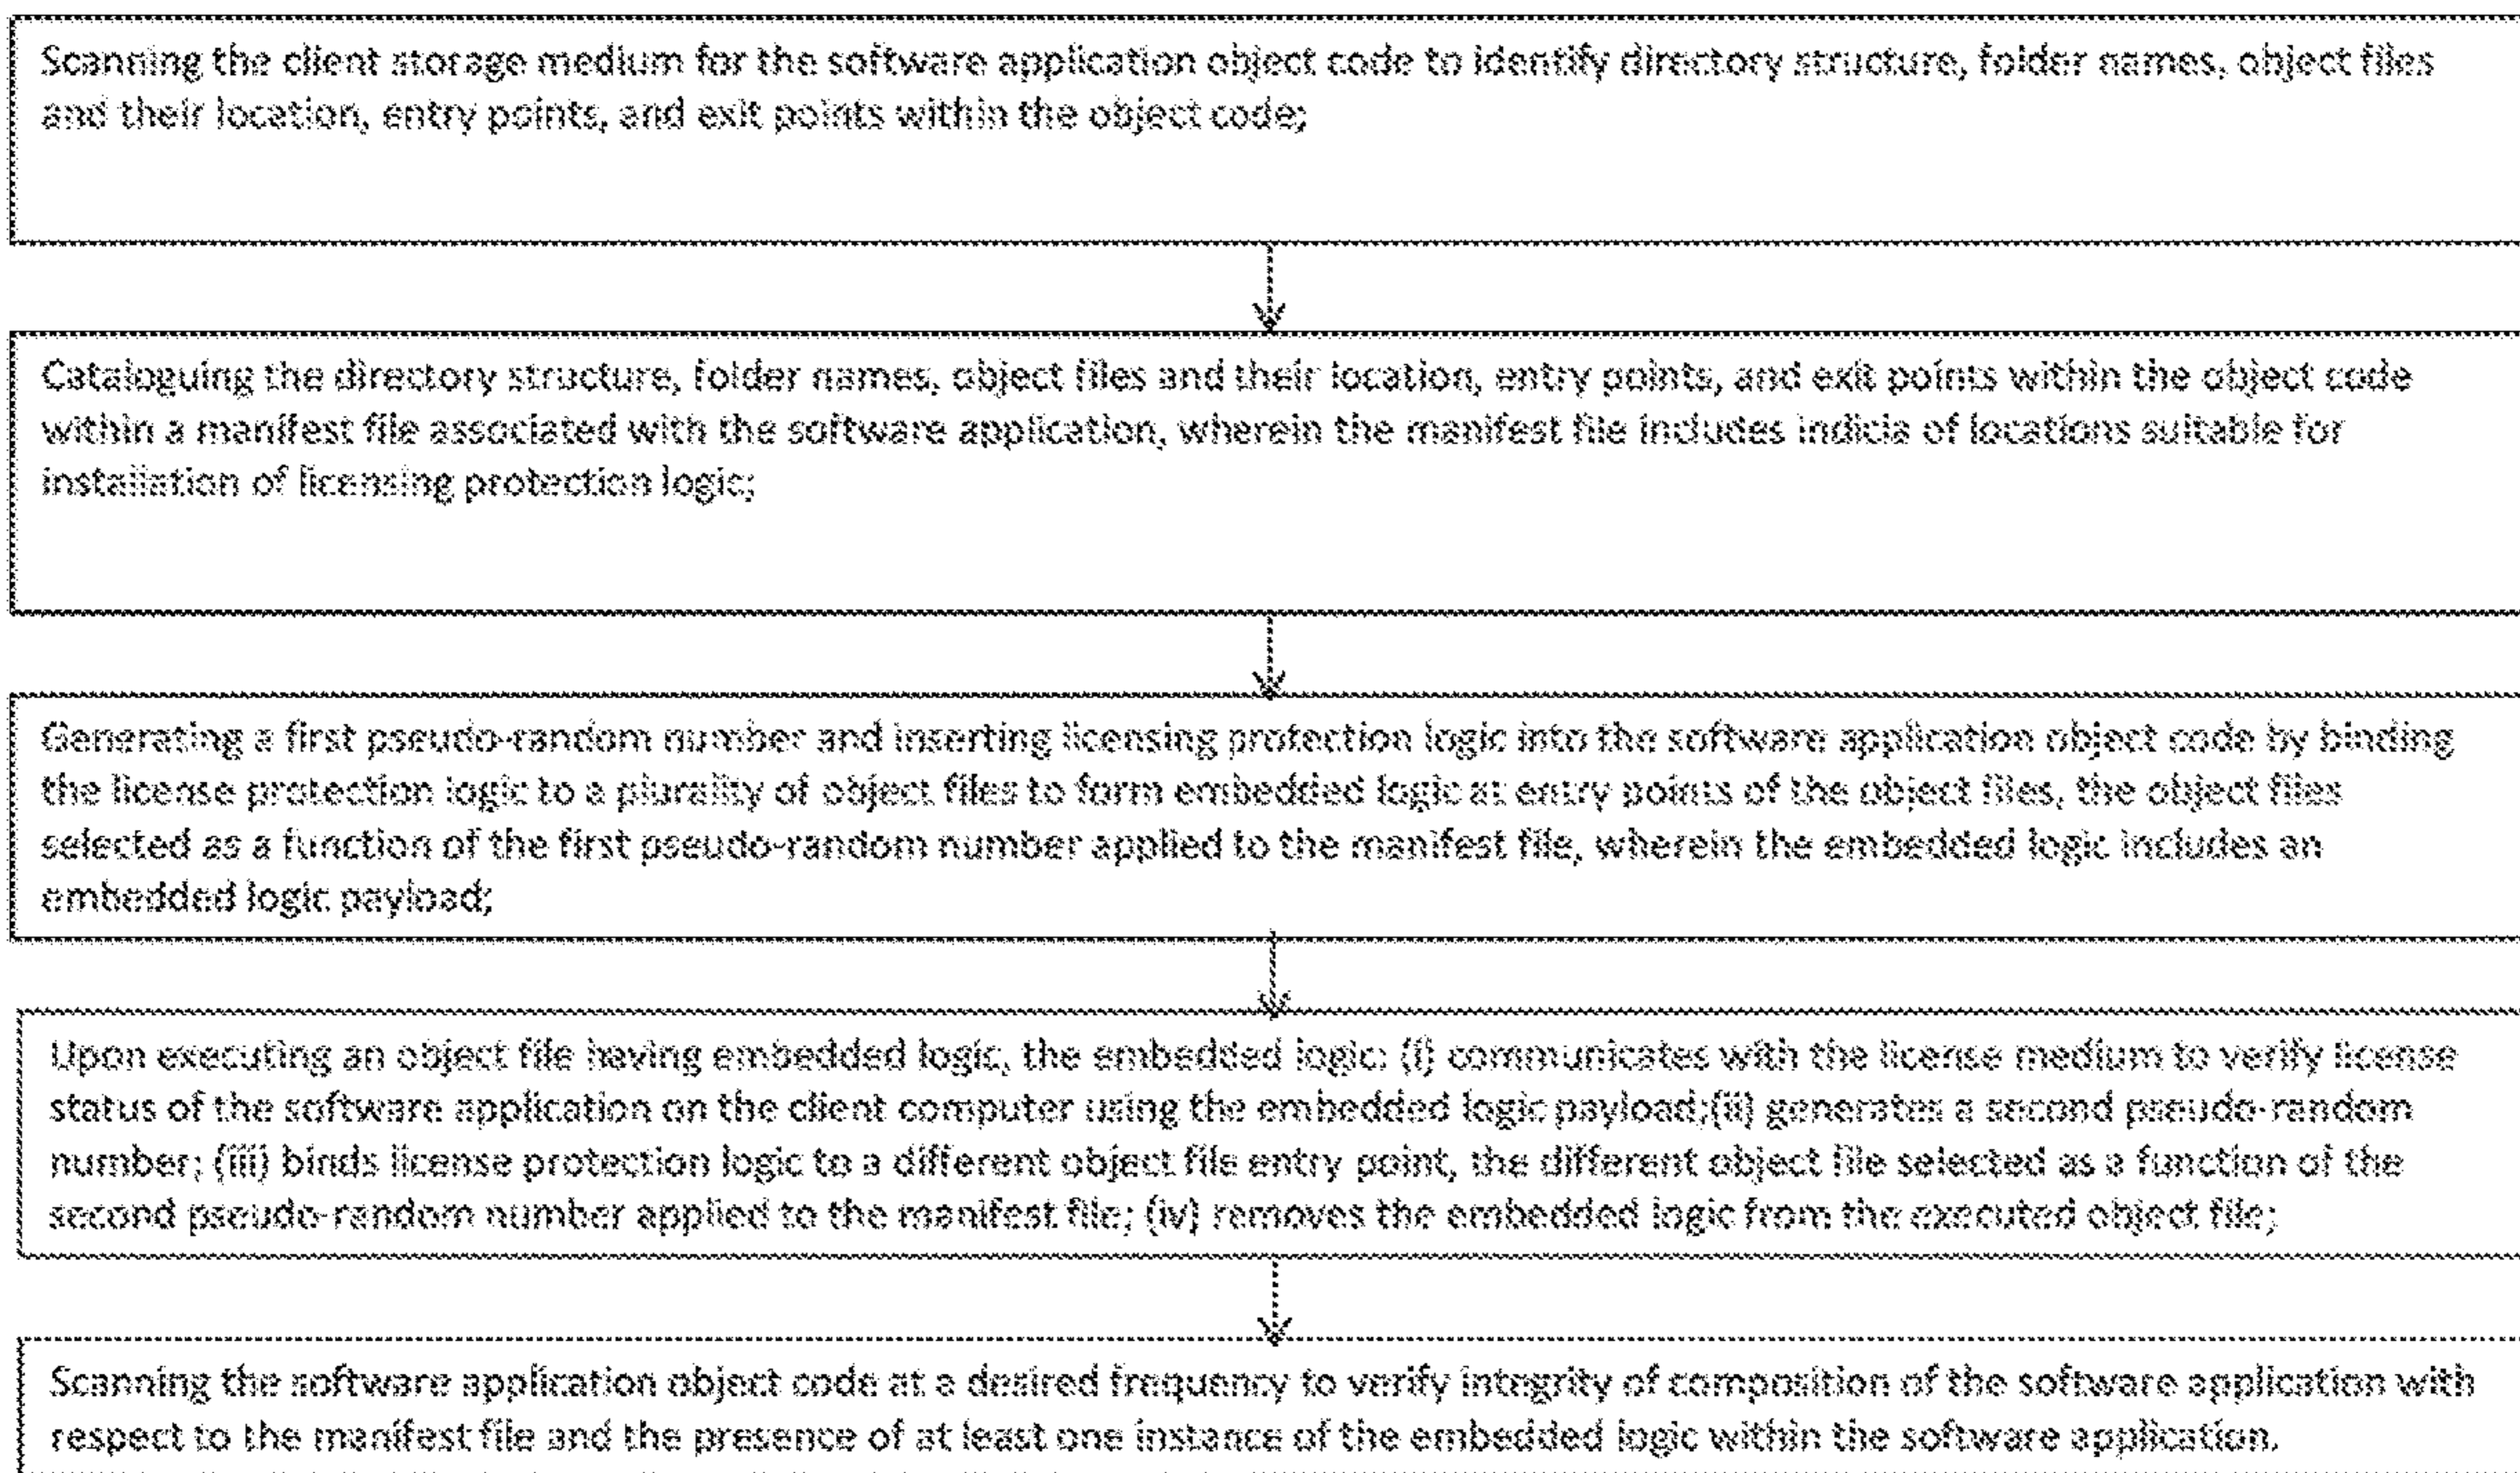 Scanning the client storage medium for the software application object code to identify directory structure, folder names, object files
and their location, entry points, and exit points within the object code;
Cataloguing the directory structure, folder names, object files and their location, entry points, and exit points within the object code
within a manifest file associated with the software application, wherein the manifest file includes indicia of locations suitable for
installation of licensing protection logic;
Generating a first pseudo-random number and inserting licensing protection logic into the software application object code by binding
the license protection logic to a plurality of object files to form embedded logic at entry points of the object files, the object files
selected as a function of the first pseudo-random number applied to the manifest file, wherein the embedded logic includes an
embedded logic payload;
Upon executing an object file having embedded logic, the embedded logic: (i) communicates with the license medium to verify license
status of the software application on the client computer using the embedded logic payload;(ii) generates a second pseudo-random
number; (iii) binds license protection logic to a different object file entry point, the different object file selected as a function of the
second pseudo-random number applied to the manifest file; (iv) removes the embedded logic from the executed object file;
Scanning the software application object code at a desired frequency to verify integrity of composition of the software application with
respect to the manifest file and the presence of at least one instance of the embedded logic within the software application.